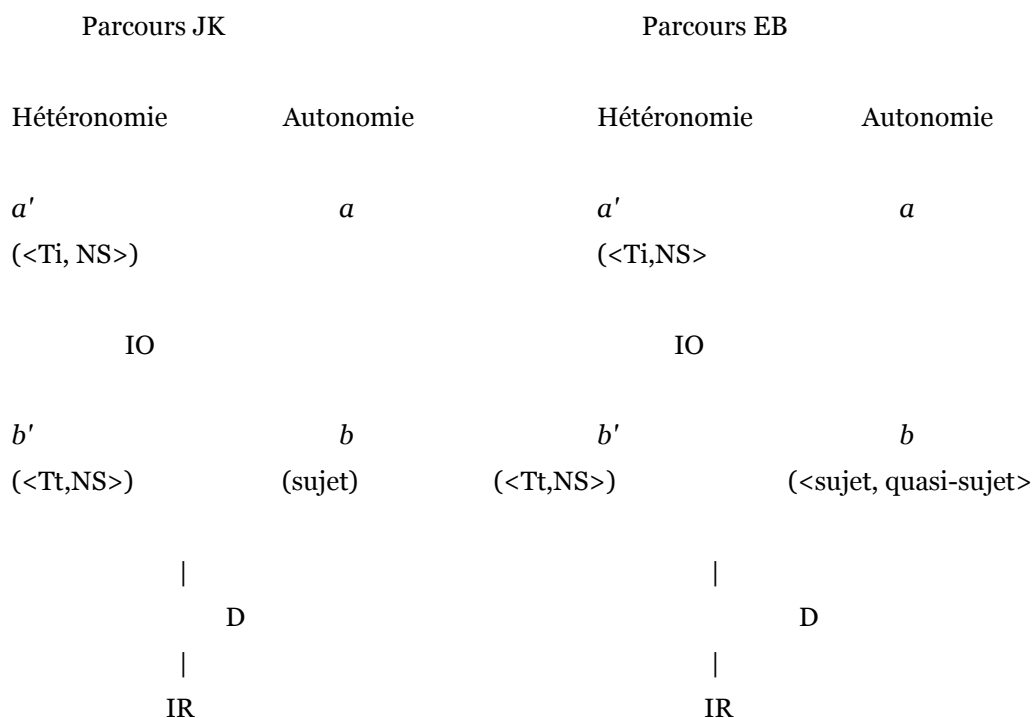 Parcours JK Parcours EB
Hétéronomie Autonomie Hétéronomie Autonomie
a' a a' a
(<Ti, NS>) (<Ti,NS>
IO IO
b' b b' b
(<Tt,NS>) (sujet) (<Tt,NS>) (<sujet, quasi-sujet>
| |
D D
| |
IR IR